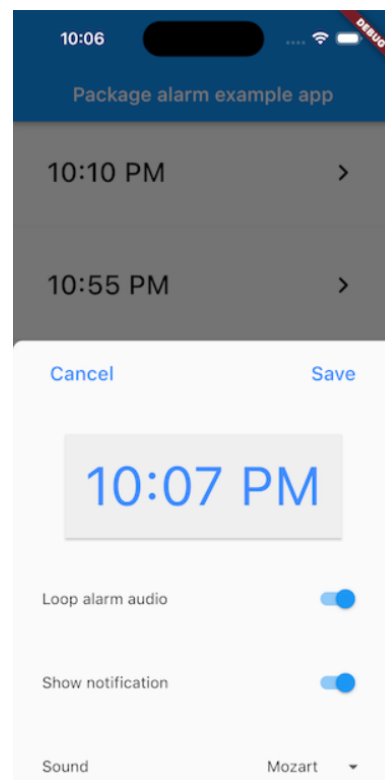 10:06
DEBUG
Package alarm example app
10:10 PM
10:55 PM
Cancel Save
10:07 PM
Loop alarm audio
Show notification
Sound Mozart